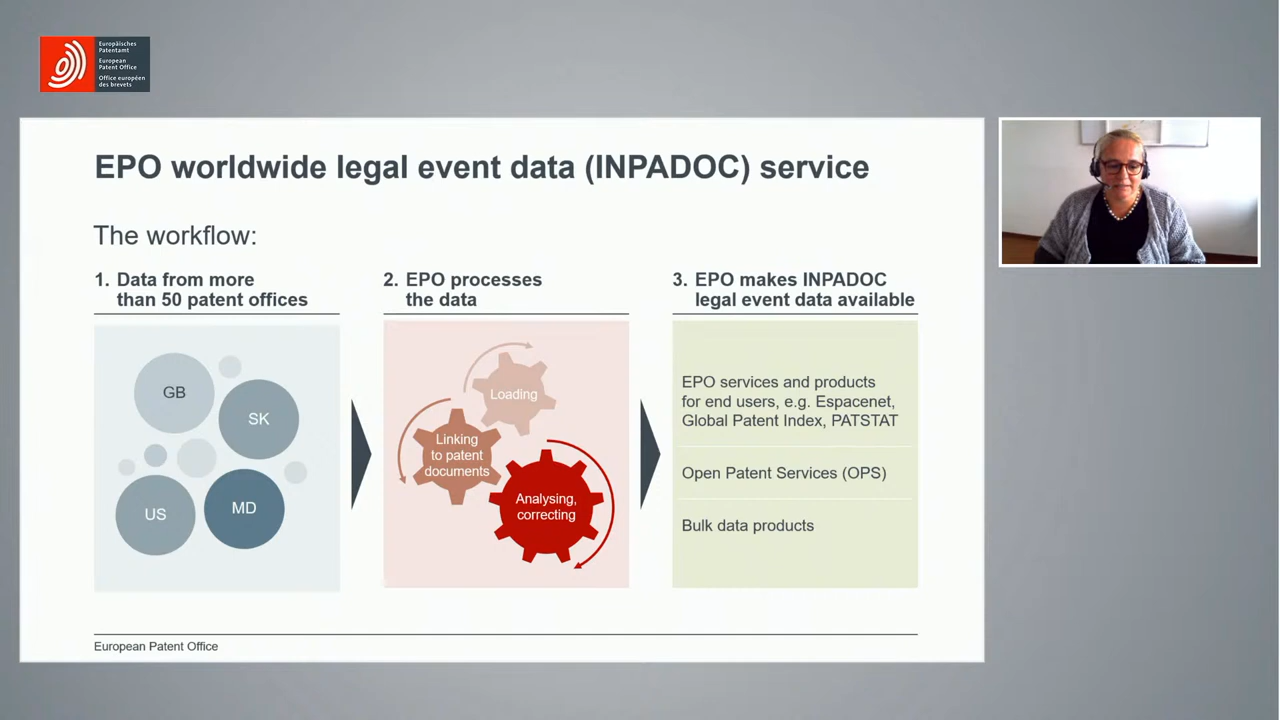 Europäisches
Patentamt
European
Patent Office
Office européen
des brevets
EPO worldwide legal event data (INPADOC) service
The workflow:
1. Data from more
than 50 patent offices
GB
SK
US
MD
2. EPO processes
the data
Loading
Linking
to patent
documents
Analysing,
correcting
3. EPO makes INPADOC
legal event data available
EPO services and products
for end users, e.g. Espacenet,
Global Patent Index, PATSTAT
Open Patent Services (OPS)
Bulk data products
European Patent Office